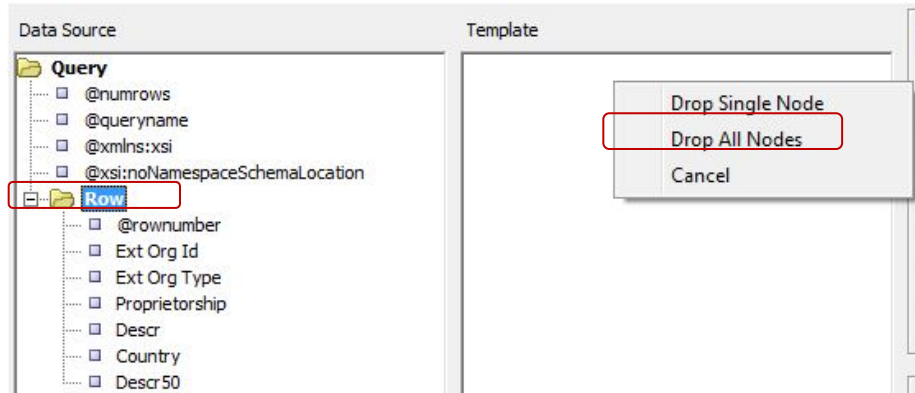 Data Source
Query
@numrows
@queryname
@xmlns:xsi
@xsi:noNamespaceSchemaLocation
Row
@rownumber
Ext Org Id
Ext Org Type
Proprietorship
Descr
Country
Descr50
Template
Drop Single Node
Drop All Nodes
Cancel